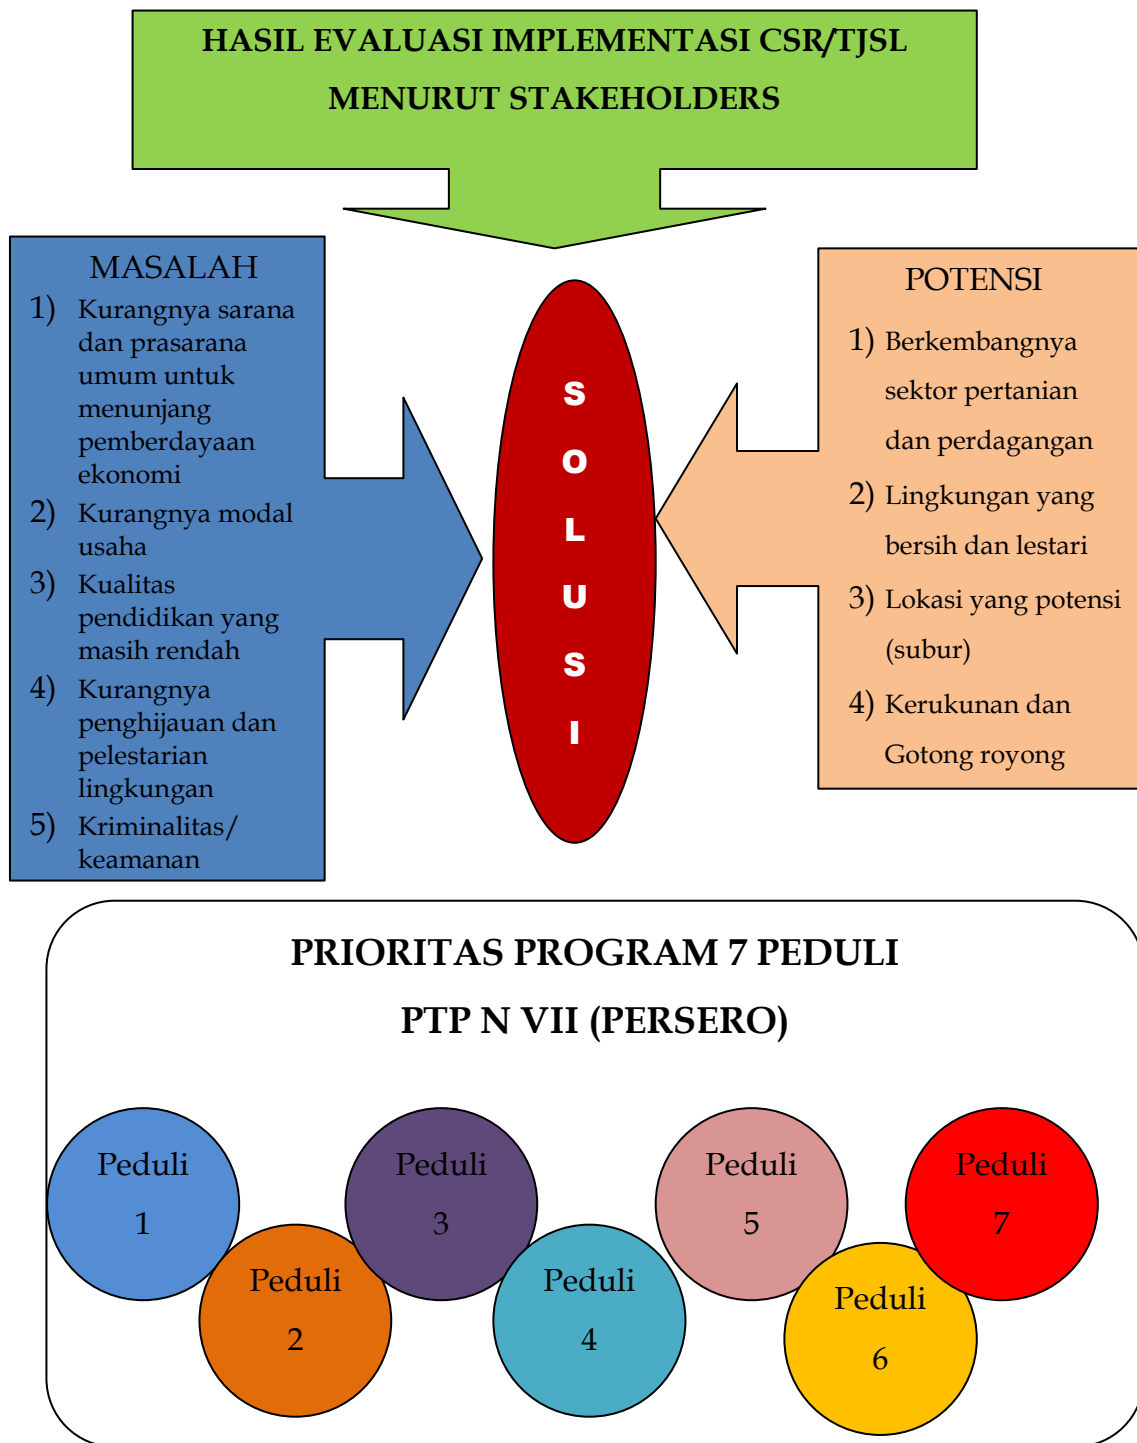 HASIL EVALUASI IMPLEMENTASI CSR/TJSL
MENURUT STAKEHOLDERS
MASALAH
1) Kurangnya sarana
dan prasarana
umum untuk
menunjang
pemberdayaan
ekonomi
2) Kurangnya modal
usaha
3) Kualitas
pendidikan yang
masih rendah
4) Kurangnya
penghijauan dan
pelestarian
lingkungan
5) Kriminalitas/
keamanan
S
O
L
U
S
I
POTENSI
1) Berkembangnya
sektor pertanian
dan perdagangan
2) Lingkungan yang
bersih dan lestari
3) Lokasi yang potensi
(subur)
4) Kerukunan dan
Gotong royong
PRIORITAS PROGRAM 7 PEDULI
PTP N VII (PERSERO)
Peduli
1
Peduli
2
Peduli
3
Peduli
4
Peduli
5
Peduli
6
Peduli
7